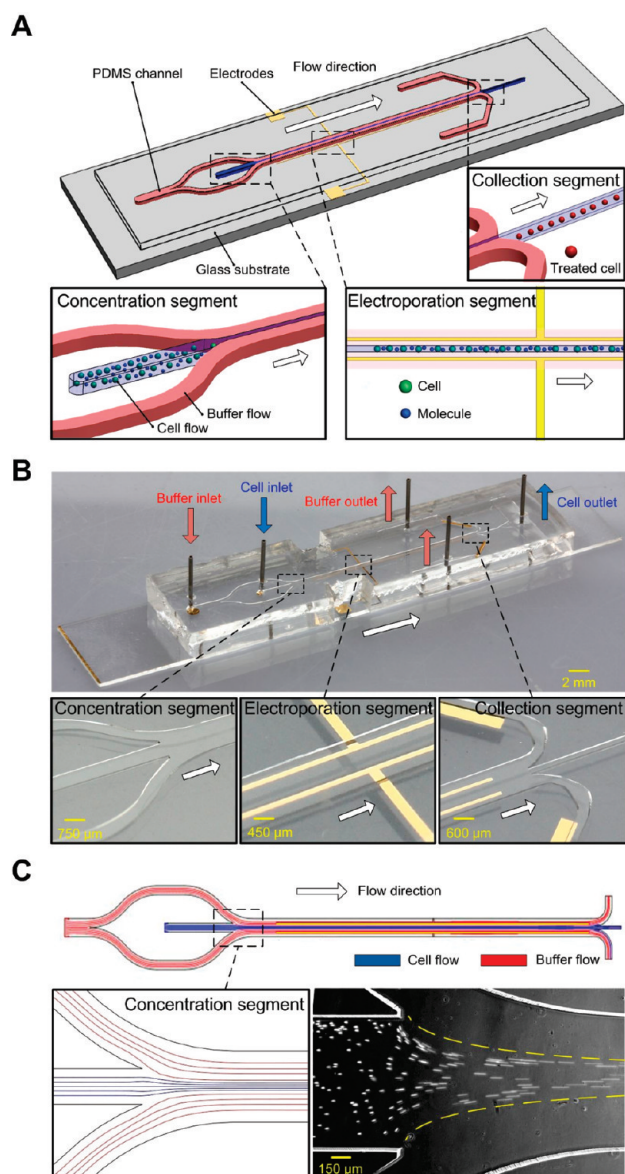 A
PDMS channel
Electrodes
Flow direction
Glass substrate
Collection segment
Treated cell
Concentration segment
Cell flow
Buffer flow
Electroporation segment
Cell
Molecule
B
Buffer inlet
Cell inlet
Buffer outlet
Cell outlet
2 mm
Concentration segment
750 μm
Electroporation segment
450 μm
Collection segment
600 μm
C
Flow direction
Cell flow
Buffer flow
Concentration segment
150 μm